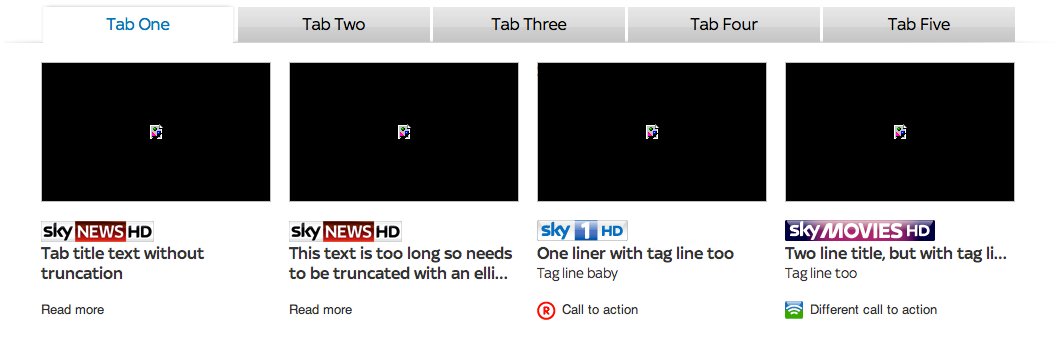 Tab One
Tab Two
Tab Three
Tab Four
Tab Five
sky NEWS HD
Tab title text without
truncation
Read more
sky NEWS HD
This text is too long so needs
to be truncated with an elli...
Read more
sky 1 HD
One liner with tag line too
Tag line baby
R Call to action
sky MOVIES HD
Two line title, but with tag li...
Tag line too
Different call to action